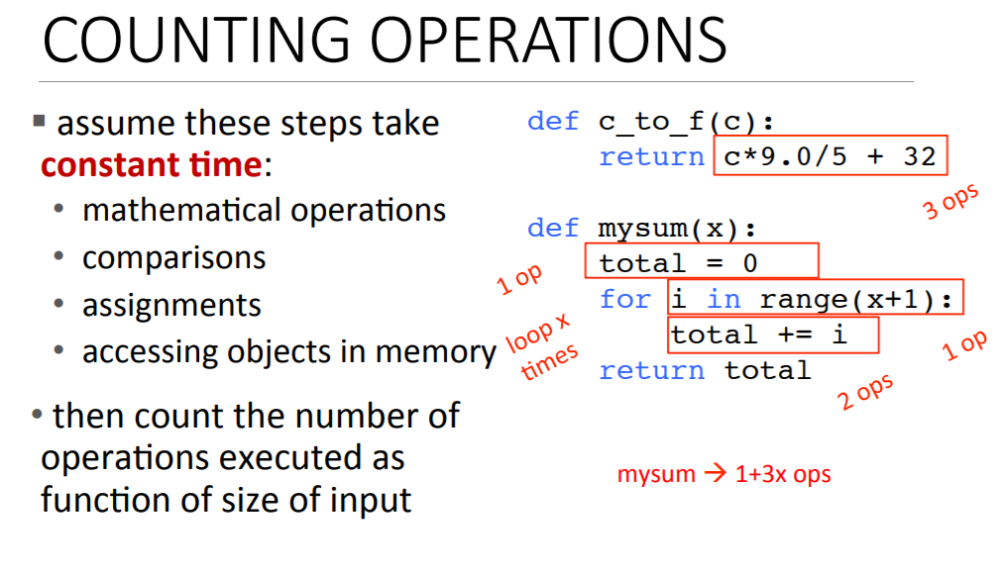 COUNTING OPERATIONS
▪ assume these steps take
constant time:
• mathematical operations
• comparisons
• assignments
• accessing objects in memory
• then count the number of
operations executed as
function of size of input
def c_to_f(c):
return c*9.0/5 + 32
3 ops
def mysum(x):
1 op
total = 0
for i in range(x+1):
loop x
times
total += i
1 op
return total
2 ops
mysum → 1+3x ops